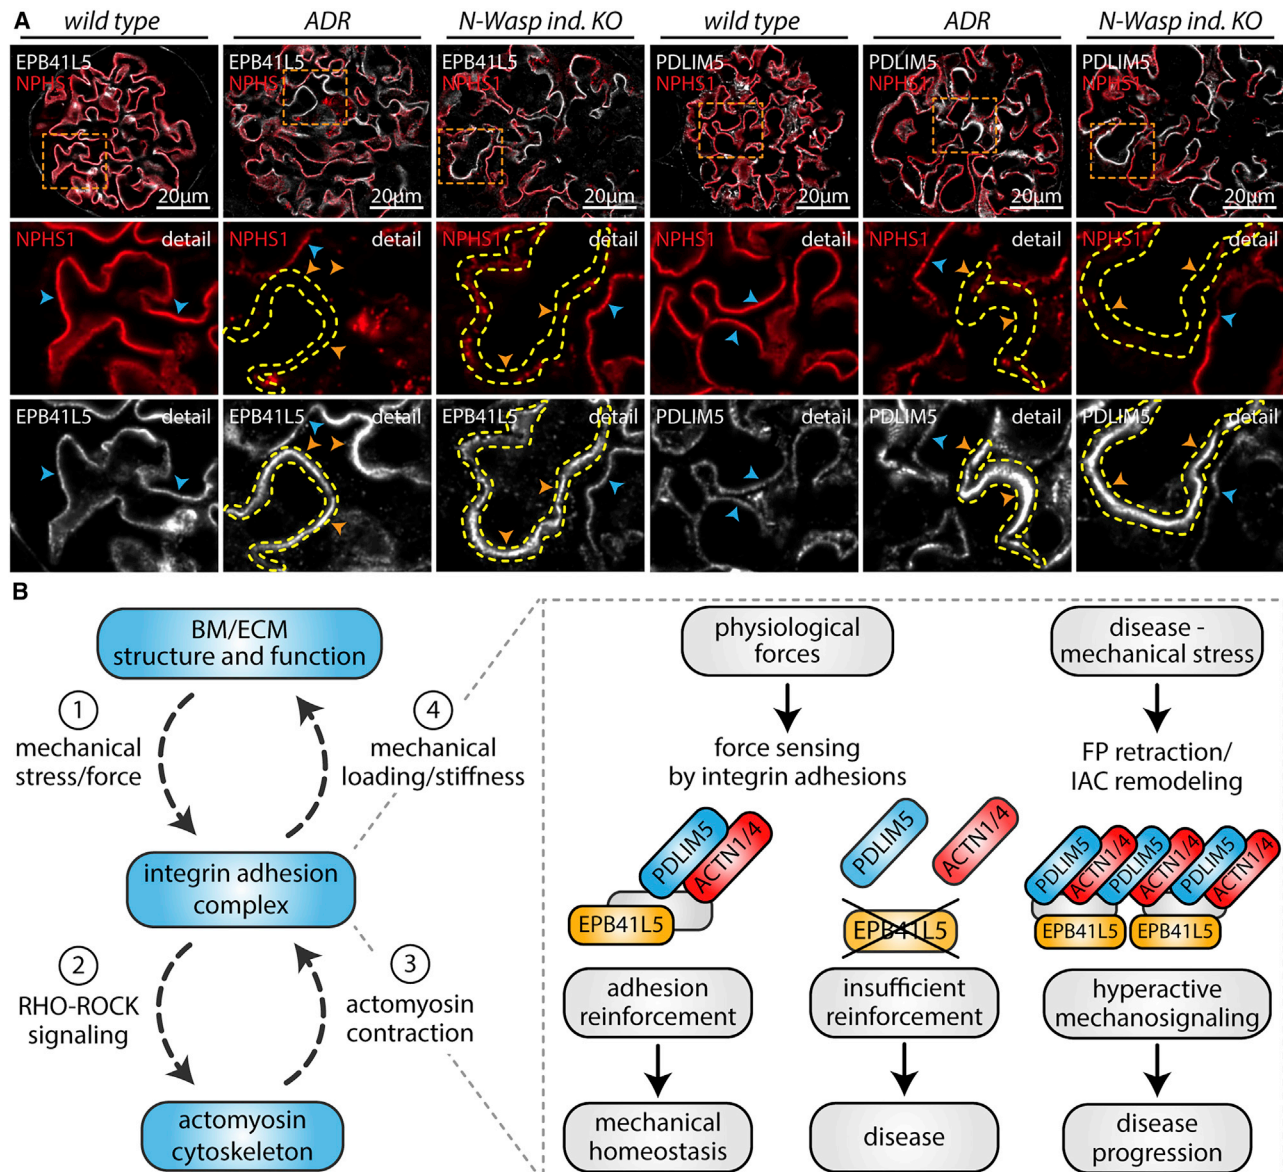 A
wild type
ADR
N-Wasp ind. KO
wild type
ADR
N-Wasp ind. KO
EPB41L5
NPHS1
20µm
EPB41L5
NPHS1
20µm
EPB41L5
NPHS1
20µm
PDLIM5
NPHS1
20µm
PDLIM5
NPHS1
20µm
PDLIM5
NPHS1
20µm
NPHS1 detail
NPHS1 detail
NPHS1 detail
NPHS1 detail
NPHS1 detail
NPHS1 detail
EPB41L5 detail
EPB41L5 detail
EPB41L5 detail
PDLIM5 detail
PDLIM5 detail
PDLIM5 detail
B
BM/ECM
structure and function
1
mechanical
stress/force
4
mechanical
loading/stiffness
integrin adhesion
complex
2
RHO-ROCK
signaling
3
actomyosin
contraction
actomyosin
cytoskeleton
physiological
forces
force sensing
by integrin adhesions
PDLIM5
ACTN1/4
EPB41L5
adhesion
reinforcement
mechanical
homeostasis
PDLIM5
ACTN1/4
EPB41L5
insufficient
reinforcement
disease
disease -
mechanical stress
FP retraction/
IAC remodeling
PDLIM5
ACTN1/4
PDLIM5
ACTN1/4
PDLIM5
ACTN1/4
EPB41L5
EPB41L5
hyperactive
mechanosignaling
disease
progression